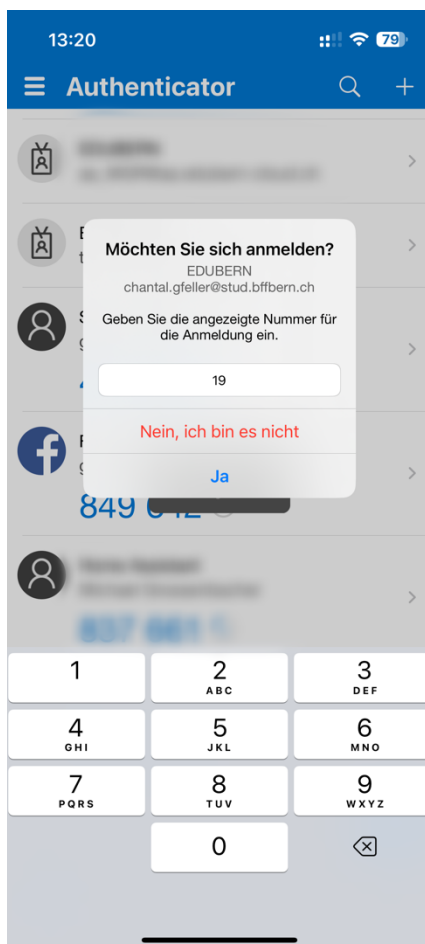 13:20
79
Authenticator
EDUBERN
Möchten Sie sich anmelden?
EDUBERN
chantal.gfeller@stud.bffbern.ch
Geben Sie die angezeigte Nummer für
die Anmeldung ein.
19
Nein, ich bin es nicht
Ja
849
1
2
ABC
3
DEF
4
GHI
5
JKL
6
MNO
7
PQRS
8
TUV
9
WXYZ
0